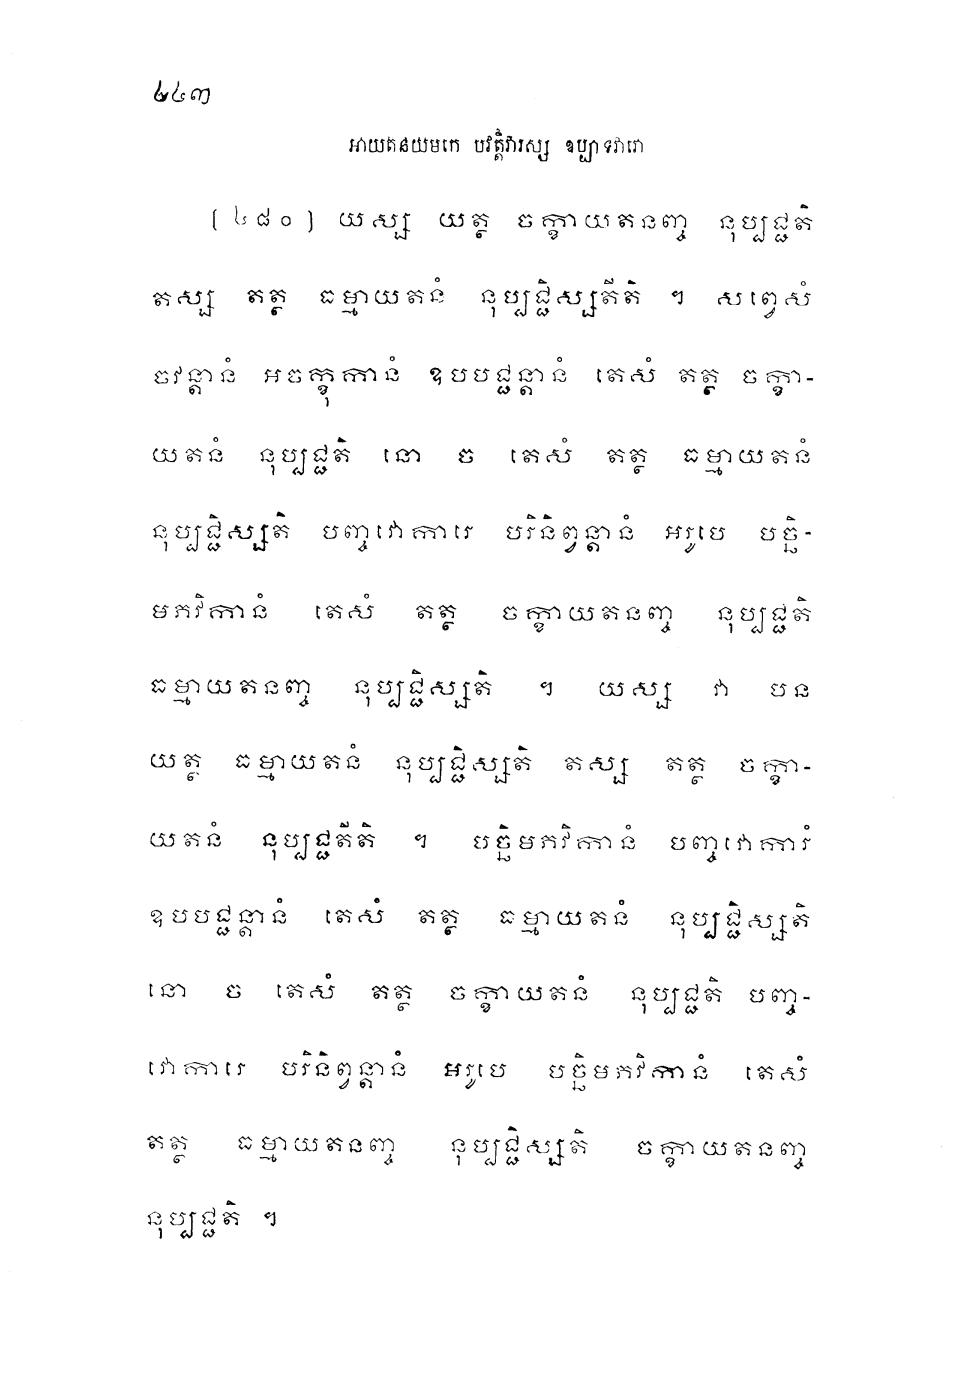 ៤៤៣
អាយតនយមកេ បវត្តិវារស្ស ឧប្បាទវារោ
[៤៨០] យស្ស យត្ថ ចក្ខាយតនញ្ច នុប្បជ្ជតិ
តស្ស តត្ថ ធម្មាយតនំ នុប្បជ្ជិស្សតីតិ ។ សព្វេសំ
ចវន្តានំ អចក្ខុកានំ ឧបបជ្ជន្តានំ តេសំ តត្ថ ចក្ខា-
យតនំ នុប្បជ្ជតិ នោ ច តេសំ តត្ថ ធម្មាយតនំ
នុប្បជ្ជិស្សតិ បញ្ចវោការេ បរិនិព្វន្តានំ អរូបេ បច្ឆិ-
មភវិកានំ តេសំ តត្ថ ចក្ខាយតនញ្ច នុប្បជ្ជតិ
ធម្មាយតនញ្ច នុប្បជ្ជិស្សតិ ។ យស្ស វា បន
យត្ថ ធម្មាយតនំ នុប្បជ្ជិស្សតិ តស្ស តត្ថ ចក្ខា-
យតនំ នុប្បជ្ជតីតិ ។ បច្ឆិមភវិកានំ បញ្ចវោការំ
ឧបបជ្ជន្តានំ តេសំ តត្ថ ធម្មាយតនំ នុប្បជ្ជិស្សតិ
នោ ច តេសំ តត្ថ ចក្ខាយតនំ នុប្បជ្ជតិ បញ្ច-
វោការេ បរិនិព្វន្តានំ អរូបេ បច្ឆិមភវិកានំ តេសំ
តត្ថ ធម្មាយតនញ្ច នុប្បជ្ជិស្សតិ ចក្ខាយតនញ្ច
នុប្បជ្ជតិ ។